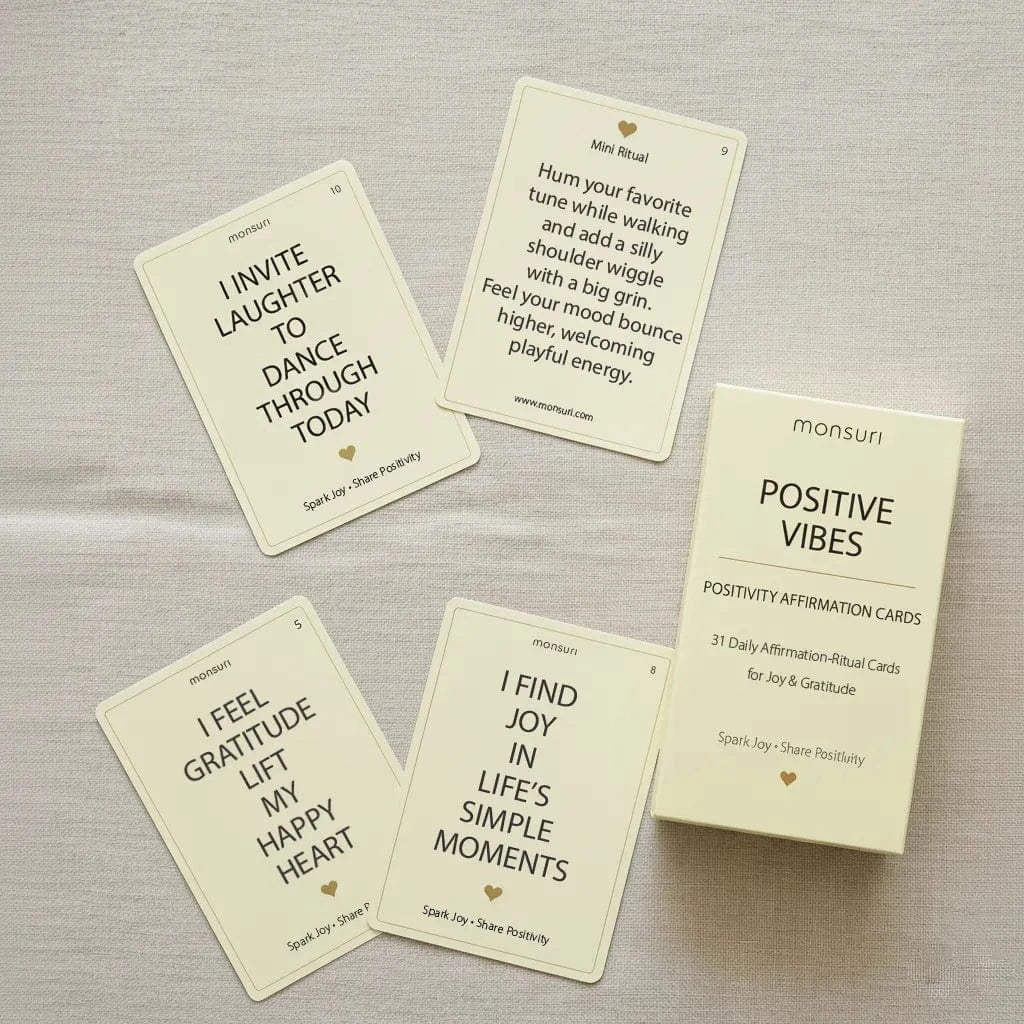 monsuri
10
I INVITE
LAUGHTER
TO
DANCE
THROUGH
TODAY
Spark Joy • Share Positivity
Mini Ritual
9
Hum your favorite
tune while walking
and add a silly
shoulder wiggle
with a big grin.
Feel your mood bounce
higher, welcoming
playful energy.
www.monsuri.com
monsuri
POSITIVE
VIBES
POSITIVITY AFFIRMATION CARDS
31 Daily Affirmation-Ritual Cards
for Joy & Gratitude
Spark Joy • Share Positivity
monsuri
5
I FEEL
GRATITUDE
LIFT
MY
HAPPY
HEART
Spark Joy • Share P
monsuri
8
I FIND
JOY
IN
LIFE'S
SIMPLE
MOMENTS
Spark Joy • Share Positivity